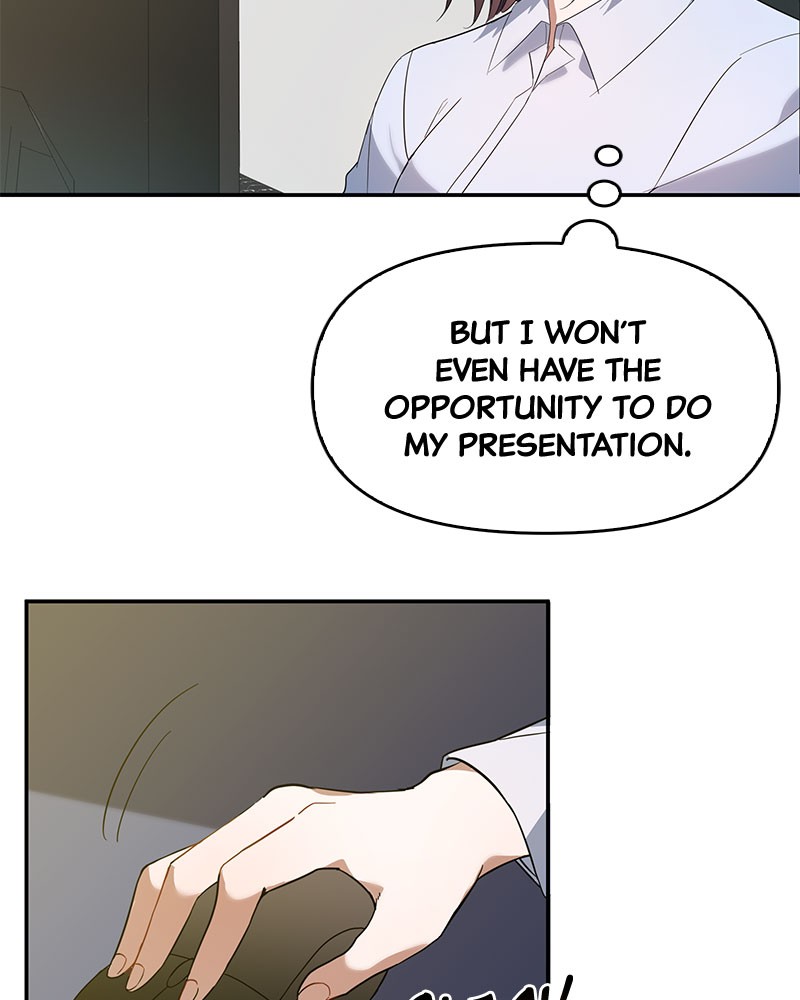 BUT I WON'T
EVEN HAVE THE
OPPORTUNITY TO DO
MY PRESENTATION.